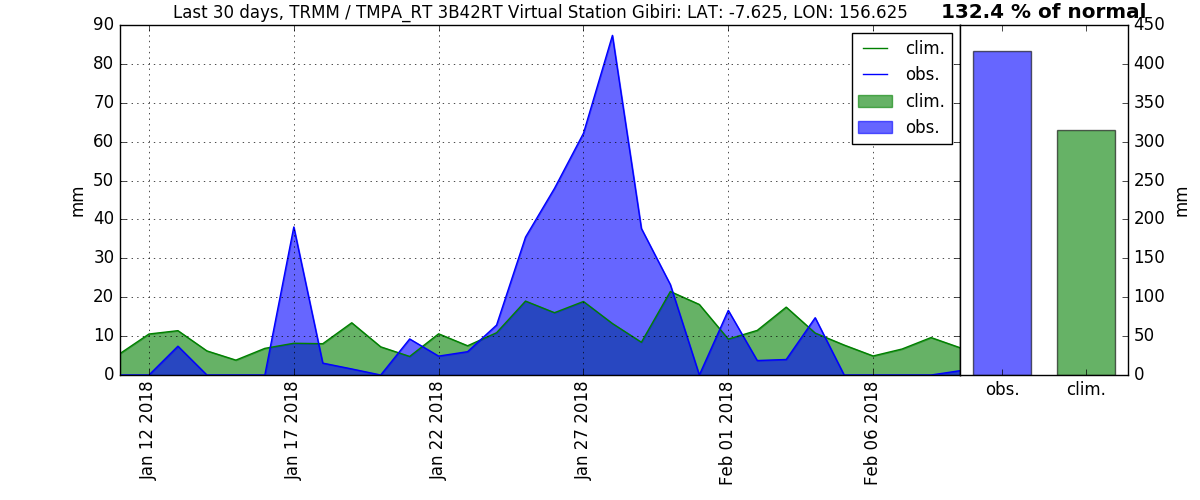 Last 30 days, TRMM / TMPA_RT 3B42RT Virtual Station Gibiri: LAT: -7.625, LON: 156.625
132.4 % of normal
90
80
70
60
50
40
30
20
10
0
mm
clim.
obs.
clim.
obs.
450
400
350
300
250
200
150
100
50
0
mm
Jan 12 2018
Jan 17 2018
Jan 22 2018
Jan 27 2018
Feb 01 2018
Feb 06 2018
obs.
clim.